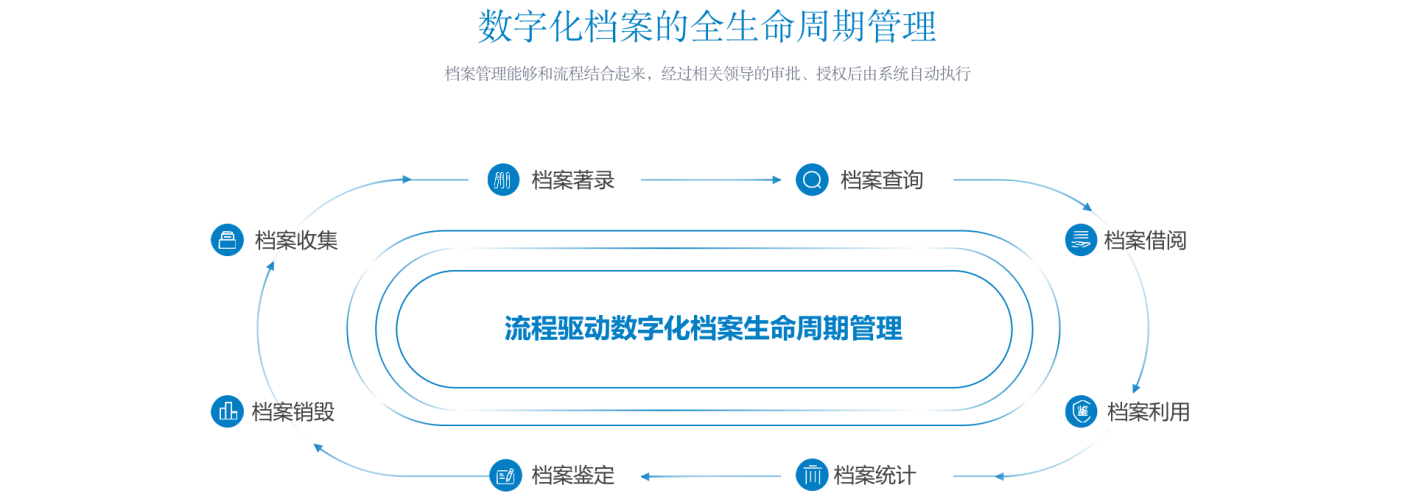 数字化档案的全生命周期管理
档案管理能够和流程结合起来，经过相关领导的审批、授权后由系统自动执行
档案著录
档案查询
档案收集
档案借阅
流程驱动数字化档案生命周期管理
档案销毁
鉴
档案利用
档案鉴定
档案统计